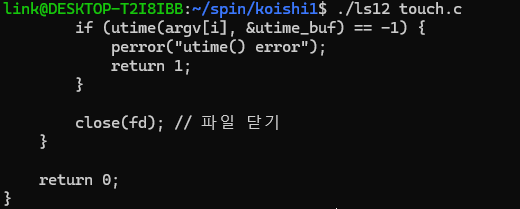 link@DESKTOP-T2I8IBB:~/spin/koishi1$ ./ls12 touch.c
        if (utime(argv[i], &utime_buf) == -1) {
            perror("utime() error");
            return 1;
        }

        close(fd); // 파일 닫기
    }

    return 0;
}